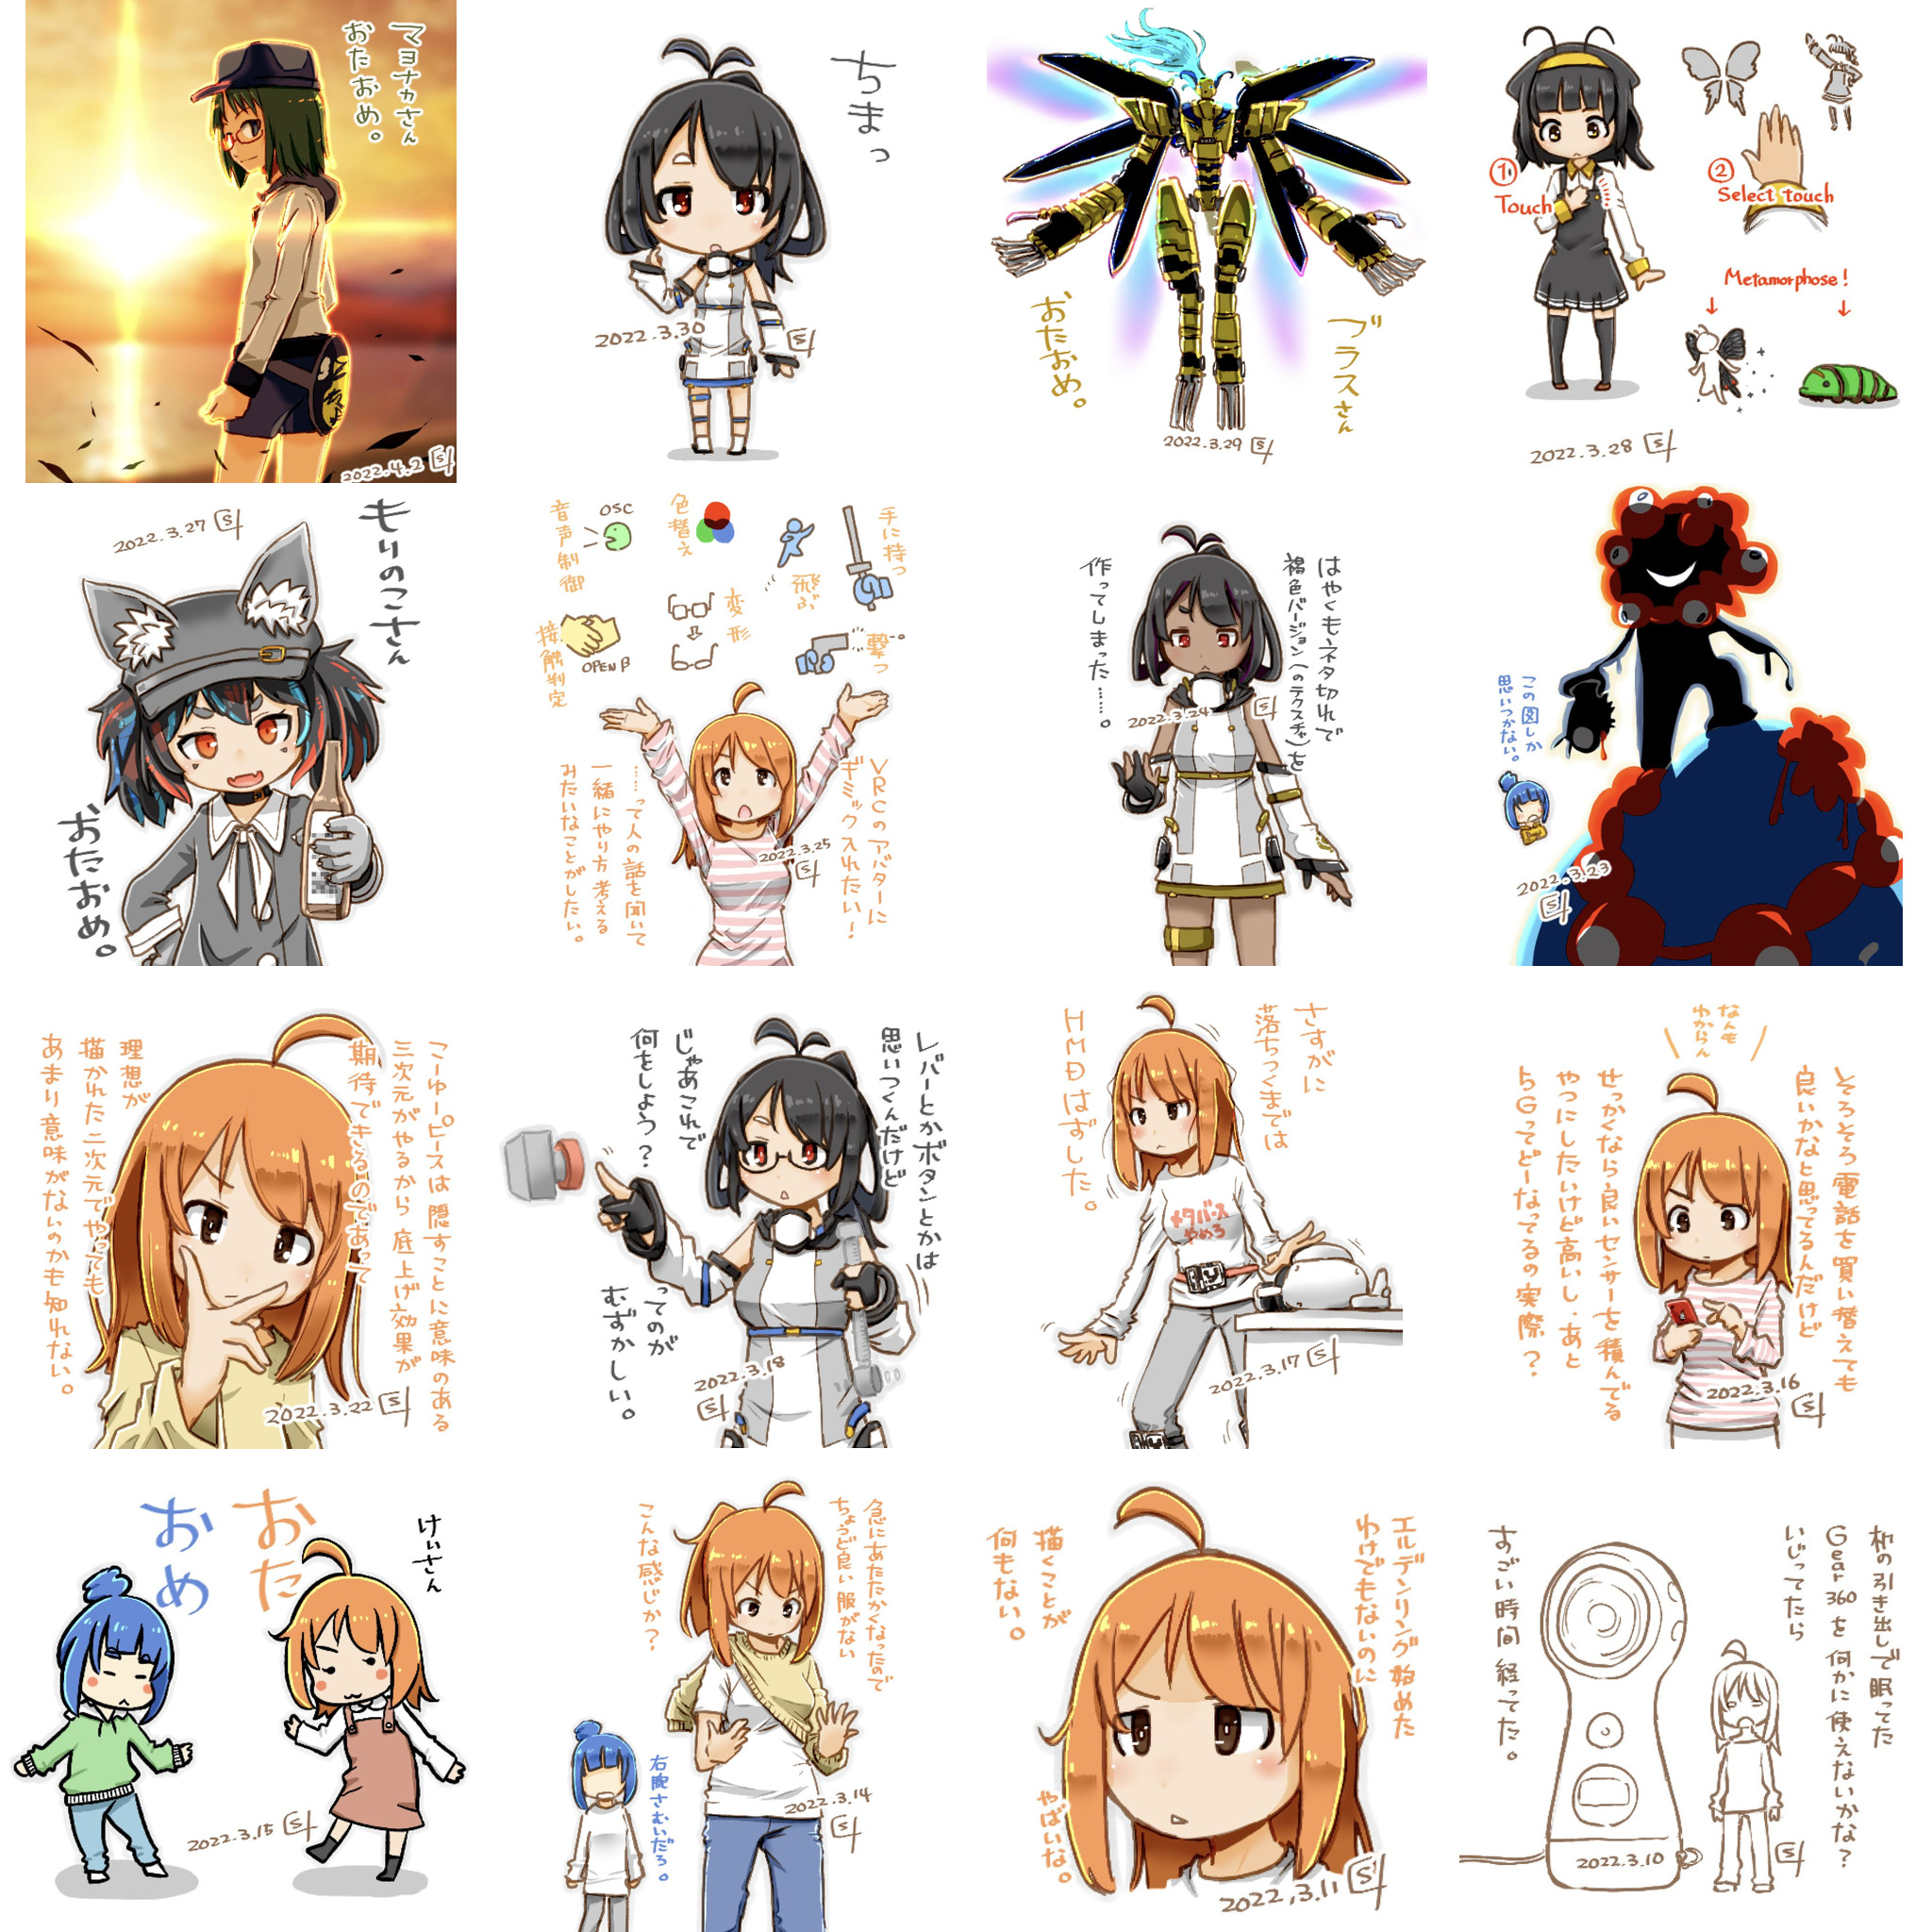 マヨナカさん
おたおめ。
2022.4.2
ちまっ
2022.3.30
ブラスさん
おたおめ。
2022.3.29
①
Touch
②
Select touch
Metamorphose!
2022.3.28
2022.3.27
もりのこさん
おたおめ。
手に持つ
飛ぶ
撃つ
色替え
変形
OSC
音声制御
接触判定
OPEN β
VRCのアバターに
ギミック入れたい!
……って人の話を聞いて
一緒にやり方考える
みたいなことがしたい。
2022.3.25
はやくもネタ切れで
褐色バージョン(のテクスチャ)を
作ってしまった……。
2022.3.24
この図しか
思いつかない。
2022.3.23
こーゆーピースは隠すことに意味のある
三次元がやるから底上げ効果が
期待できるのであって
理想が
描かれた二次元でやっても
あまり意味がないのかも知れない。
2022.3.22
レバーとかボタンとかは
思いつくんだけど
じゃあこれで
何をしよう?
ってのが
むずかしい。
2022.3.18
さすがに
落ちつくまでは
HMDはずした。
メタバース
やめろ
2022.3.17
なんも
わからん
そろそろ電話を買い替えても
良いかなと思ってるんだけど
せっかくなら良いセンサーを積んでる
やつにしたいけど高いし、あと
5Gってどーなってるの実際?
2022.3.16
けいさん
おた
おめ
2022.3.15
急にあたたかくなったので
ちょうど良い服がない
こんな感じか?
右腕さむいだろ。
2022.3.14
エルデンリング始めた
わけでもないのに
描くことが
何もない。
やばいな。
2022.3.11
机の引き出しで眠ってた
Gear 360を何かに使えないかな?
いじってたら
すごい時間経ってた。
2022.3.10